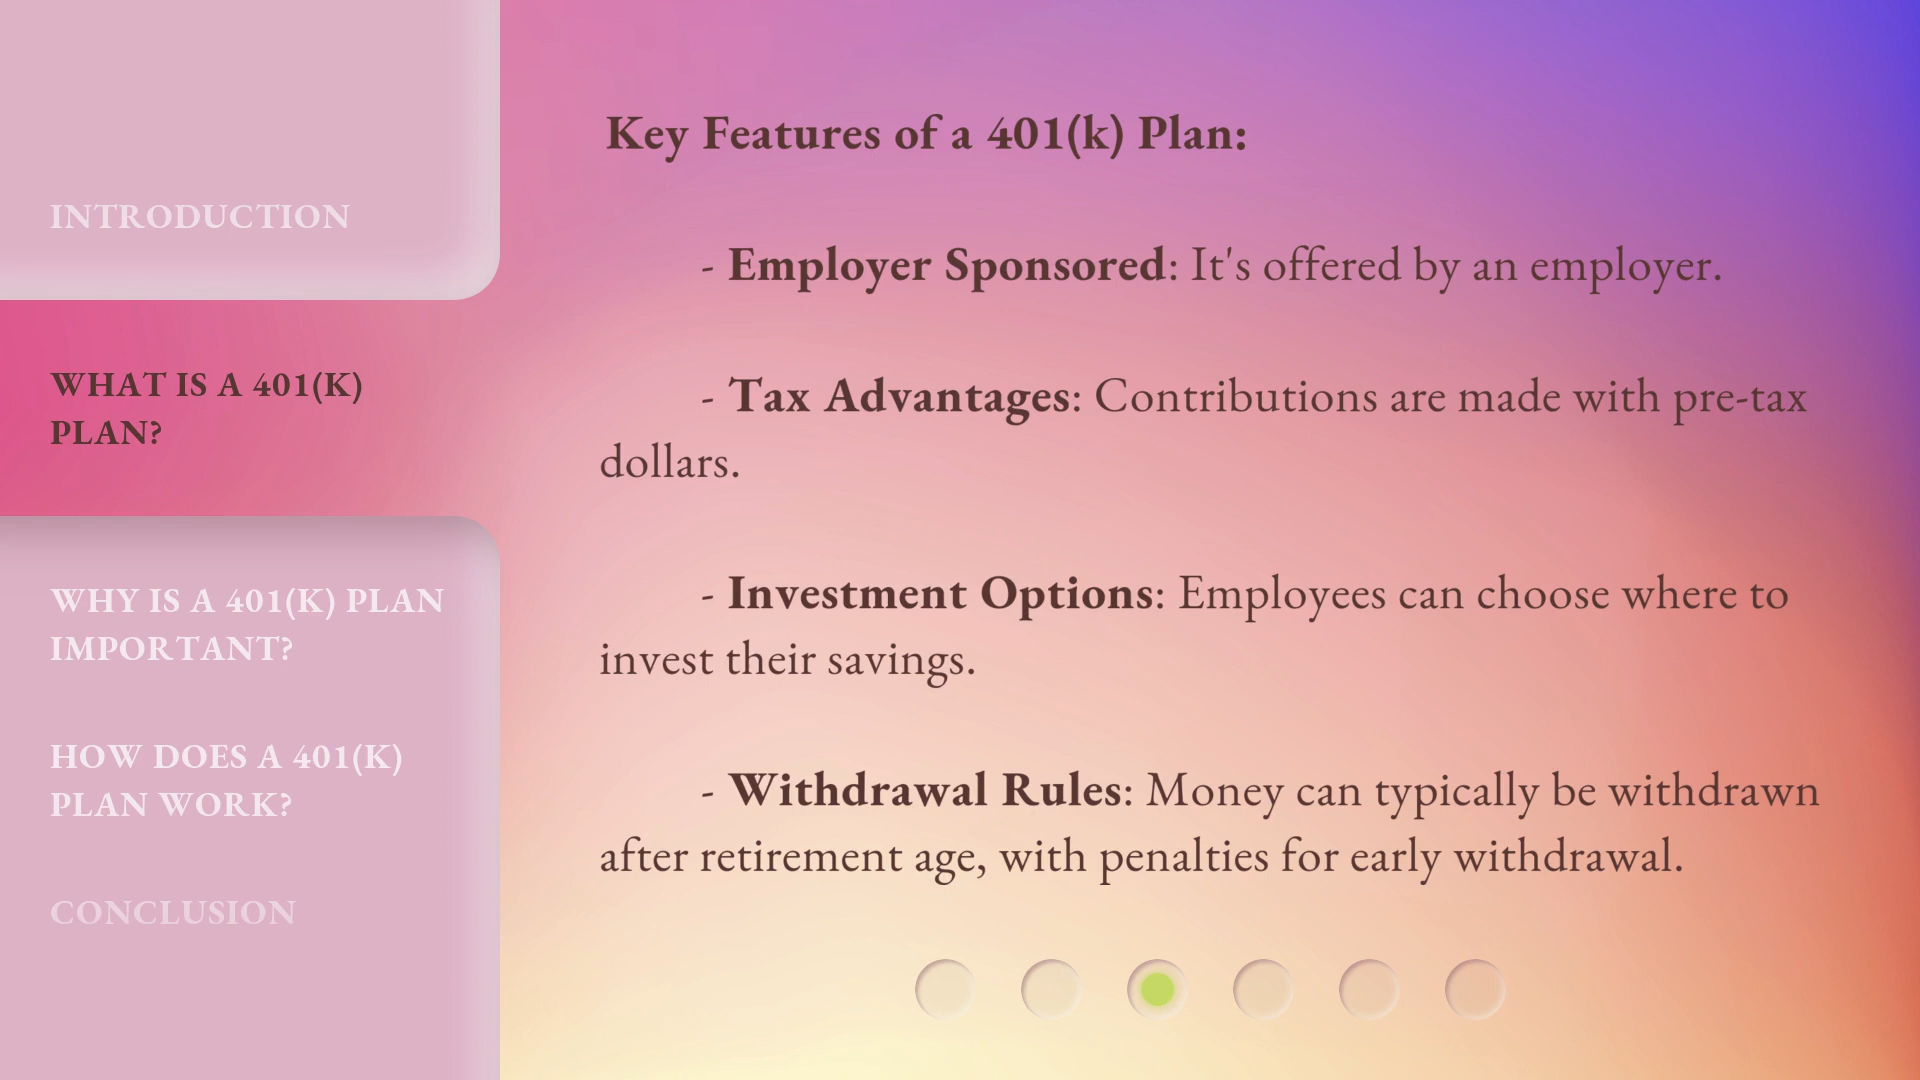 INTRODUCTION
WHAT IS A 401(K)
PLAN?
WHY IS A 401(K) PLAN
IMPORTANT?
HOW DOES A 401(K)
PLAN WORK?
CONCLUSION
Key Features of a 401(k) Plan:
- Employer Sponsored: It's offered by an employer.
- Tax Advantages: Contributions are made with pre-tax
dollars.
- Investment Options: Employees can choose where to
invest their savings.
- Withdrawal Rules: Money can typically be withdrawn
after retirement age, with penalties for early withdrawal.